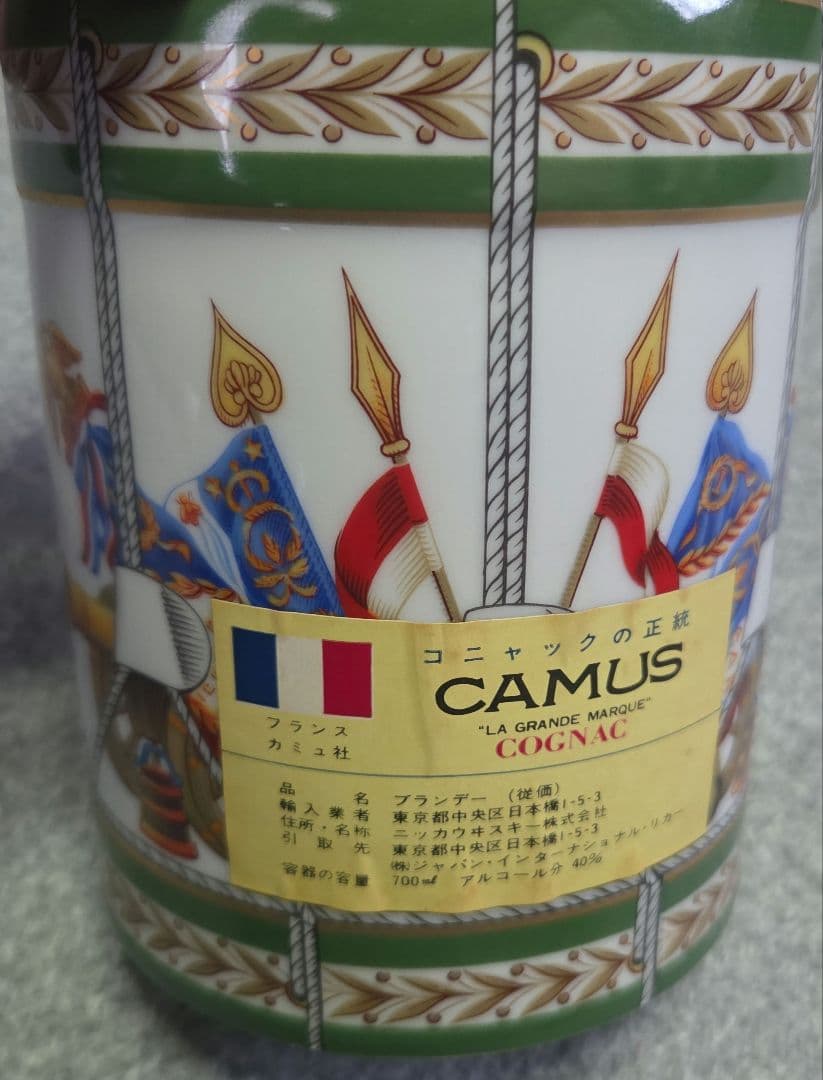 コニャックの正統
CAMUS
"LA GRANDE MARQUE"
COGNAC
フランス
カミュ社
品名 ブランデー (従価)
輸入業者 東京都中央区日本橋1-5-3
住所・名称 ニッカウヰスキー株式会社
引取先 東京都中央区日本橋1-5-3
㈱ジャパン・インターナショナル・リカー
容器の容量 700ml アルコール分 40%